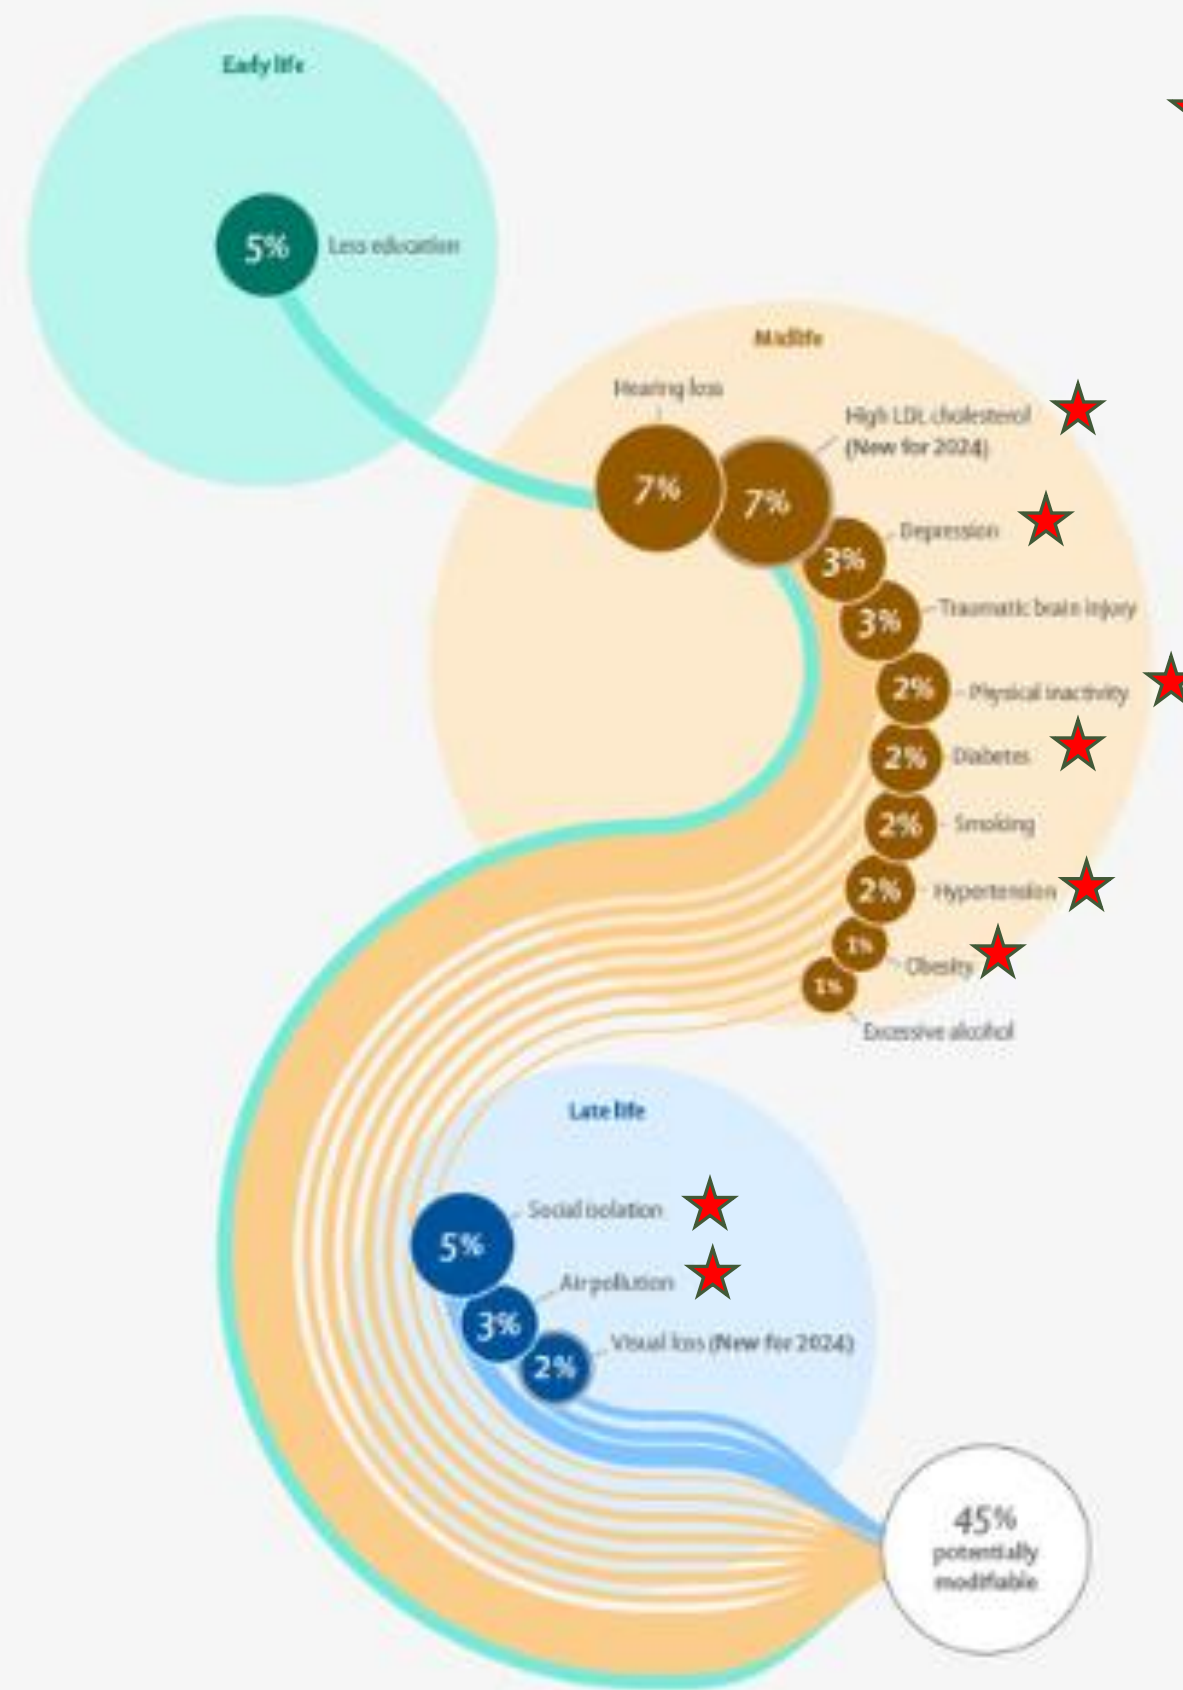 Early life
5%
Less education
Midlife
Hearing loss
7%
High LDL cholesterol
(New for 2024)
7%
Depression
3%
Traumatic brain injury
3%
Physical inactivity
2%
Diabetes
2%
Smoking
2%
Hypertension
2%
Obesity
1%
Excessive alcohol
1%
Late life
Social isolation
5%
Air pollution
3%
Visual loss (New for 2024)
2%
45%
potentially
modifiable